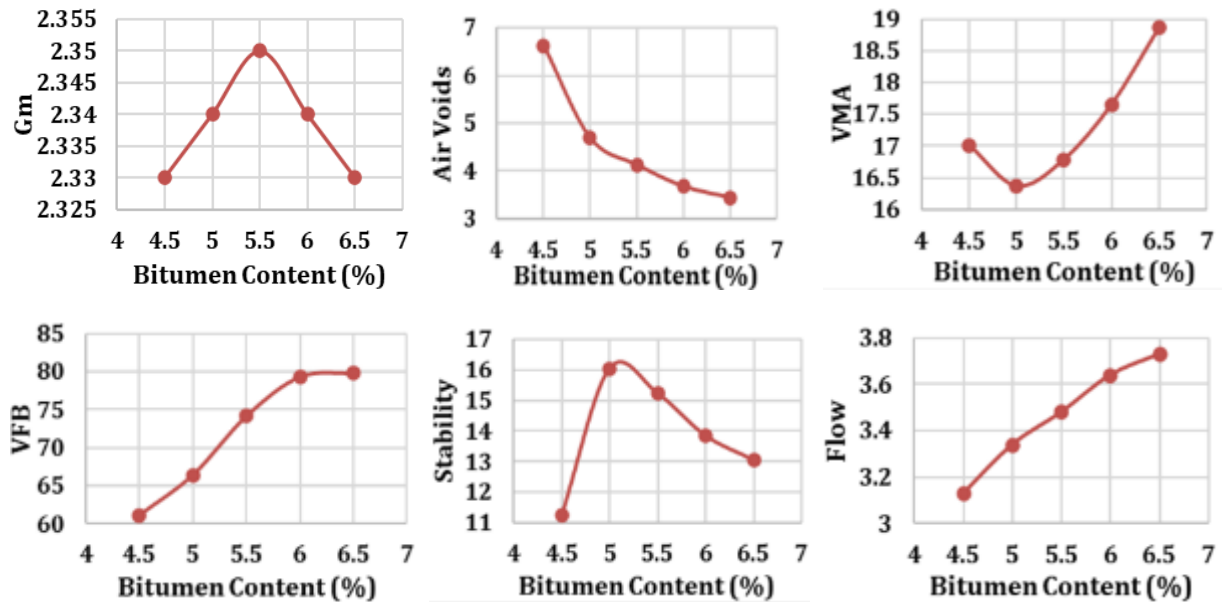 Gm
2.355
2.35
2.345
2.34
2.335
2.33
2.325
4 4.5 5 5.5 6 6.5 7
Bitumen Content (%)
Air Voids
7
6
5
4
3
4 4.5 5 5.5 6 6.5 7
Bitumen Content (%)
VMA
19
18.5
18
17.5
17
16.5
16
4 4.5 5 5.5 6 6.5 7
Bitumen Content (%)
VFB
85
80
75
70
65
60
4 4.5 5 5.5 6 6.5 7
Bitumen Content (%)
Stability
17
16
15
14
13
12
11
4 4.5 5 5.5 6 6.5 7
Bitumen Content (%)
Flow
3.8
3.6
3.4
3.2
3
4 4.5 5 5.5 6 6.5 7
Bitumen Content (%)